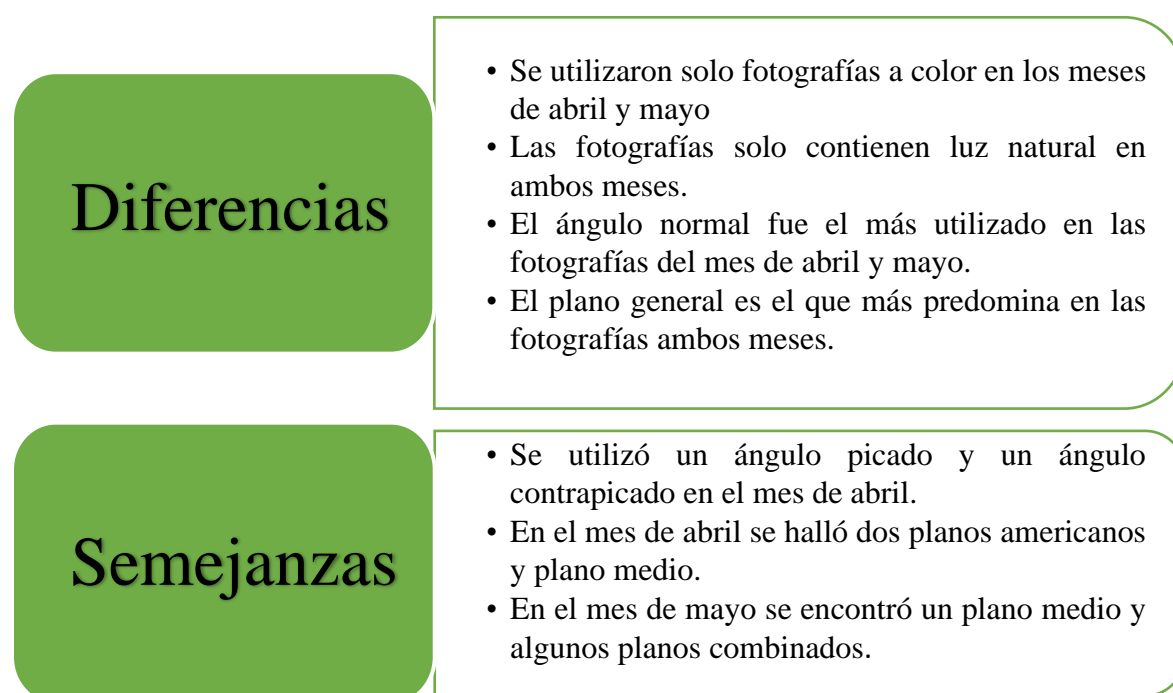 Diferencias
• Se utilizaron solo fotografías a color en los meses
de abril y mayo
• Las fotografías solo contienen luz natural en
ambos meses.
• El ángulo normal fue el más utilizado en las
fotografías del mes de abril y mayo.
• El plano general es el que más predomina en las
fotografías ambos meses.
Semejanzas
• Se utilizó un ángulo picado y un ángulo
contrapicado en el mes de abril.
• En el mes de abril se halló dos planos americanos
y plano medio.
• En el mes de mayo se encontró un plano medio y
algunos planos combinados.